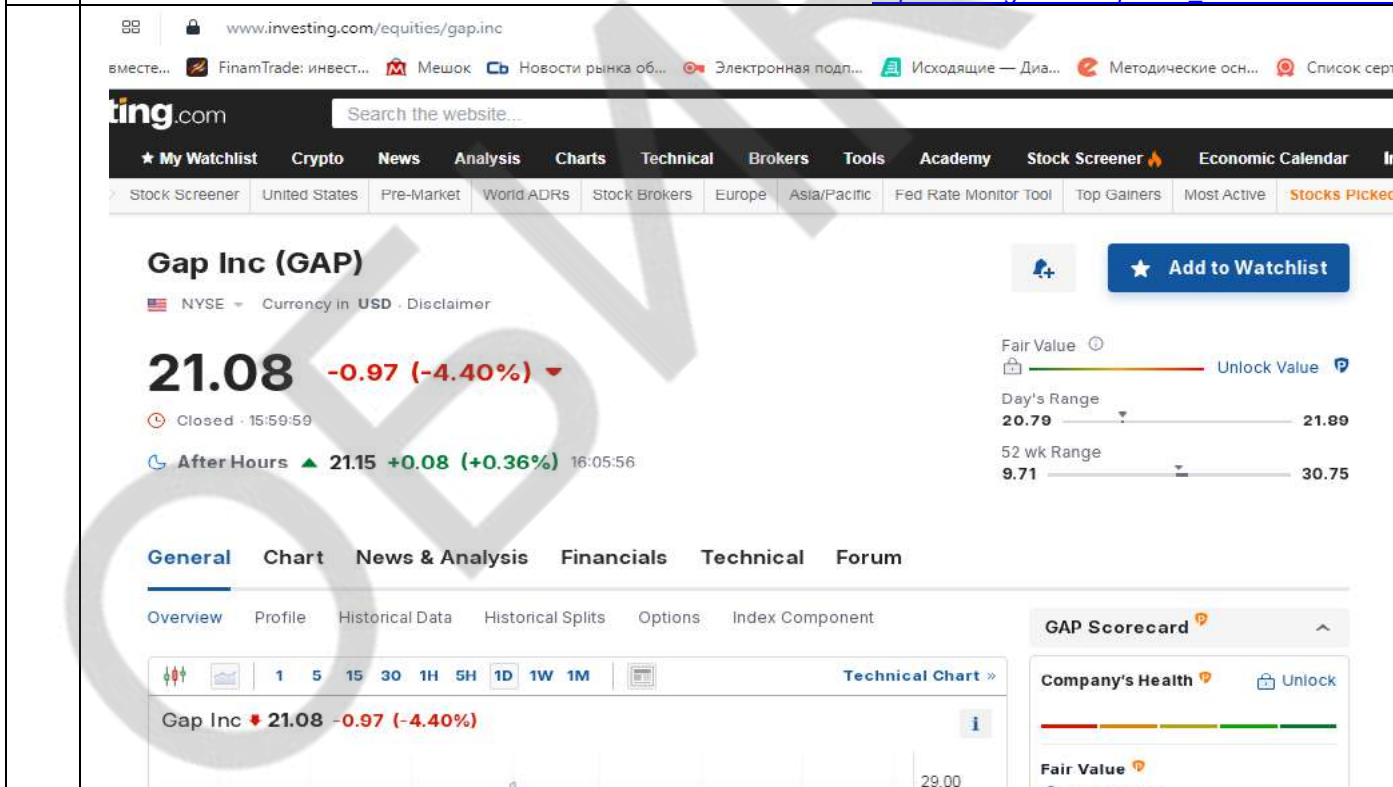 www.investing.com/equities/gap.inc
вместе... FinamTrade: инвест... Мешок Сb Новости рынка об... Электронная подп... Исходящие — Диа... Методические осн... Список серт
ting.com Search the website...
★ My Watchlist Crypto News Analysis Charts Technical Brokers Tools Academy Stock Screener Economic Calendar
Stock Screener United States Pre-Market World ADRs Stock Brokers Europe Asia/Pacific Fed Rate Monitor Tool Top Gainers Most Active Stocks Picked
Gap Inc (GAP)
★ Add to Watchlist
NYSE Currency in USD · Disclaimer
21.08 -0.97 (-4.40%)
Closed · 15:59:59
After Hours 21.15 +0.08 (+0.36%) 16:05:56
Fair Value
Unlock Value
Day's Range
20.79 21.89
52 wk Range
9.71 30.75
General Chart News & Analysis Financials Technical Forum
Overview Profile Historical Data Historical Splits Options Index Component
1 5 15 30 1H 5H 1D 1W 1M Technical Chart »
Gap Inc 21.08 -0.97 (-4.40%) i
29.00
GAP Scorecard
Company's Health Unlock
Fair Value
ОБИК